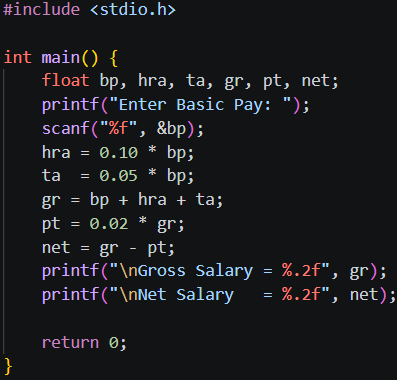 #include <stdio.h>

int main() {
    float bp, hra, ta, gr, pt, net;
    printf("Enter Basic Pay: ");
    scanf("%f", &bp);
    hra = 0.10 * bp;
    ta  = 0.05 * bp;
    gr = bp + hra + ta;
    pt = 0.02 * gr;
    net = gr - pt;
    printf("\nGross Salary = %.2f", gr);
    printf("\nNet Salary   = %.2f", net);

    return 0;
}